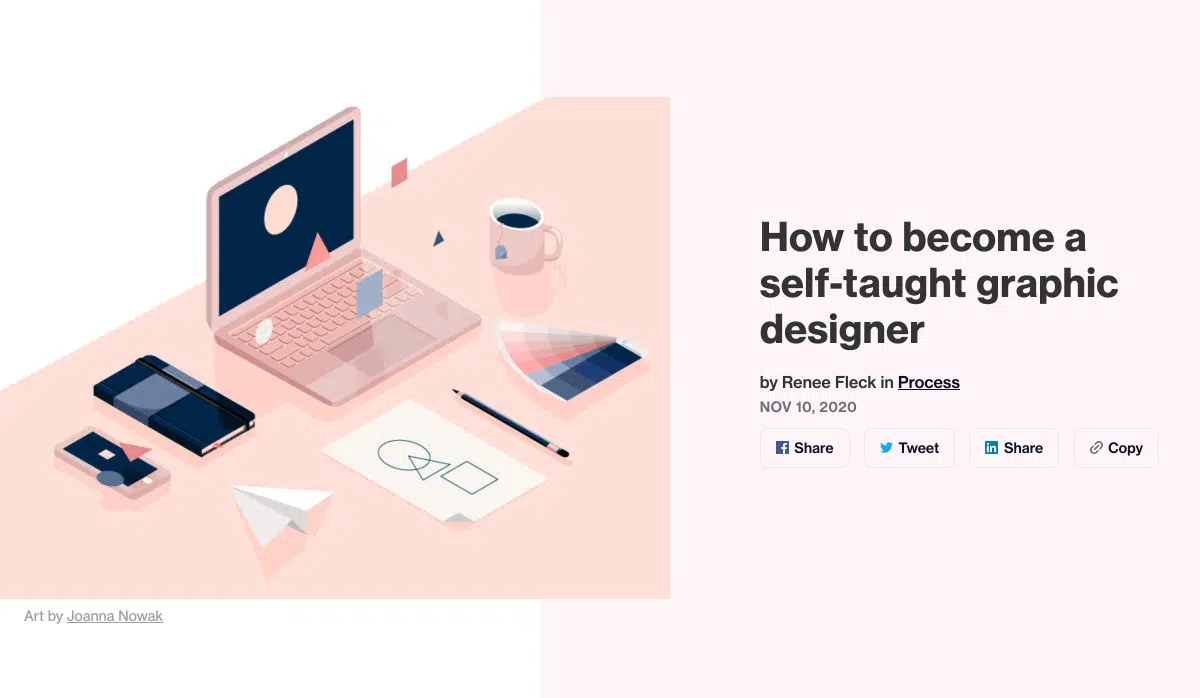 How to become a
self-taught graphic
designer
by Renee Fleck in Process
NOV 10, 2020
Share Tweet Share Copy
Art by Joanna Nowak